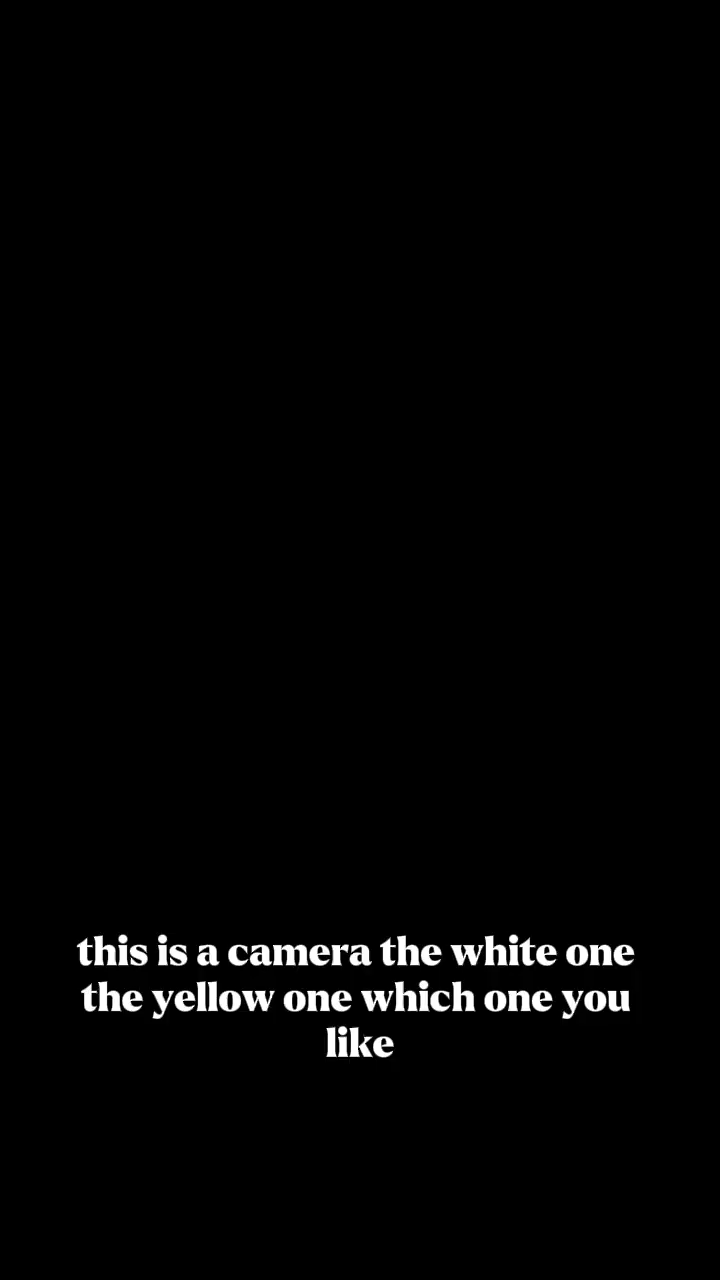 this is a camera the white one
the yellow one which one you
like